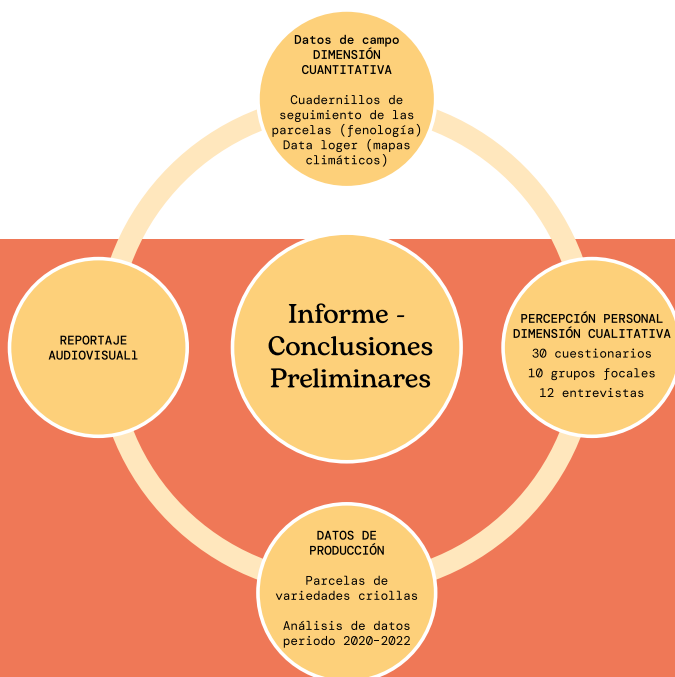 Datos de campo
DIMENSIÓN
CUANTITATIVA
Cuadernillos de
seguimiento de las
parcelas (fenología)
Data loger (mapas
climáticos)
Informe -
Conclusiones
Preliminares
REPORTAJE
AUDIOVISUALl
PERCEPCIÓN PERSONAL
DIMENSIÓN CUALITATIVA
30 cuestionarios
10 grupos focales
12 entrevistas
DATOS DE
PRODUCCIÓN
Parcelas de
variedades criollas
Análisis de datos
periodo 2020-2022